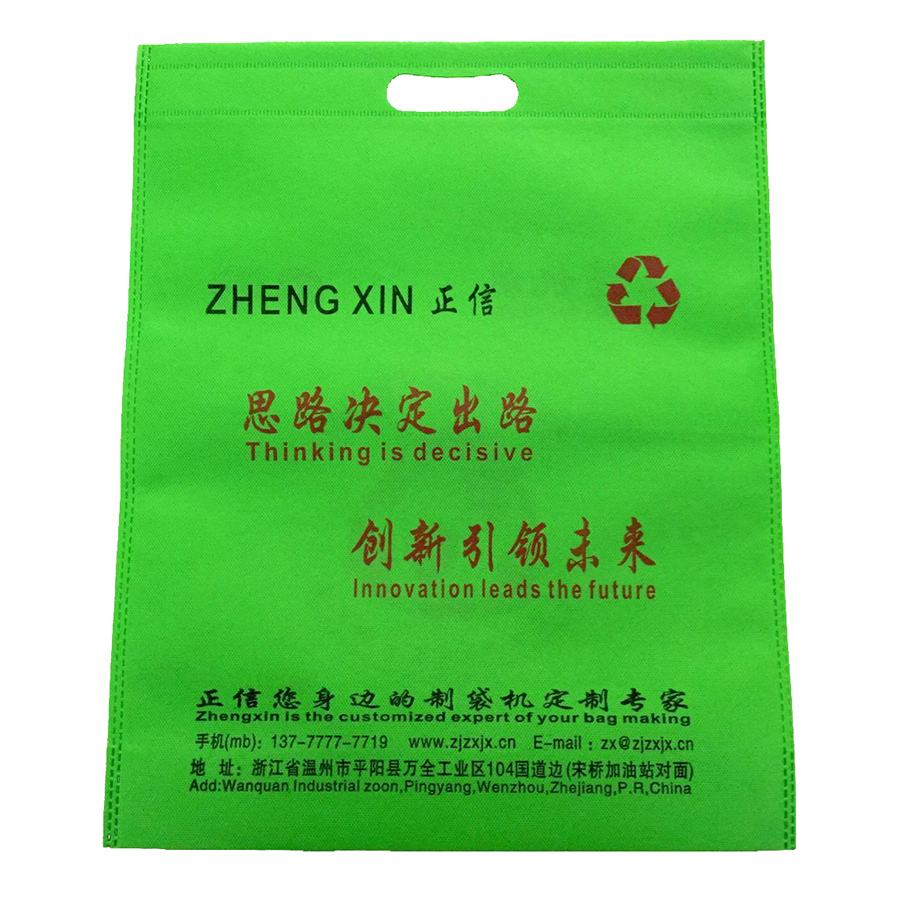 ZHENG XIN 正信
思路决定出路
Thinking is decisive
创新引领未来
Innovation leads the future
正信您身边的制袋机定制专家
Zhengxin is the customized expert of your bag making
手机(mb)：137-7777-7719 www.zjzxjx.cn E-mail：zx@zjzxjx.cn
地 址：浙江省温州市平阳县万全工业区104国道边(宋桥加油站对面)
Add:Wanquan Industrial zoon,Pingyang,Wenzhou,Zhejiang,P.R,China